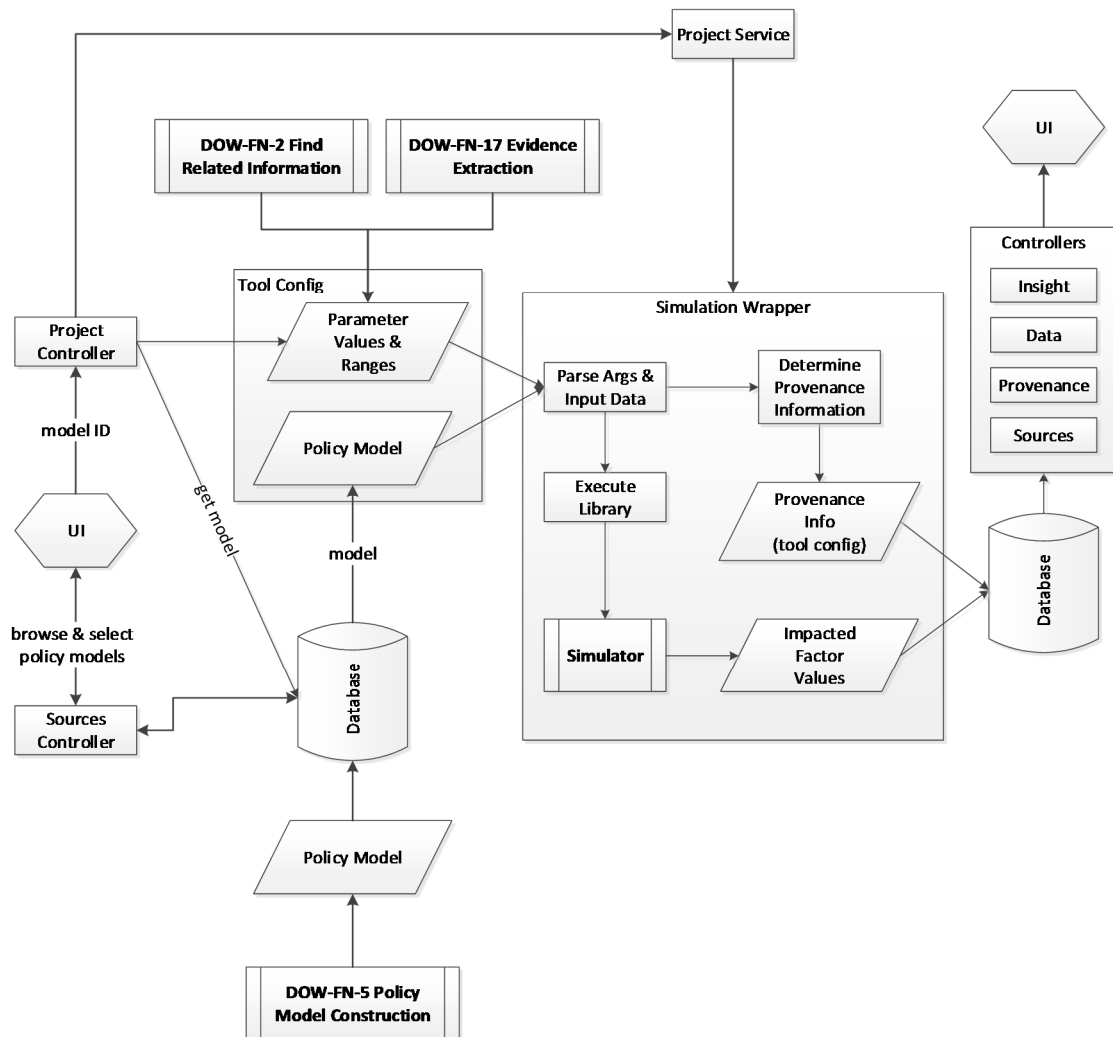 Project Service
DOW-FN-2 Find
Related Information
DOW-FN-17 Evidence
Extraction
UI
Controllers
Insight
Data
Provenance
Sources
Tool Config
Parameter
Values &
Ranges
Policy Model
Project
Controller
model ID
UI
browse & select
policy models
Sources
Controller
get model
model
Database
Policy Model
DOW-FN-5 Policy
Model Construction
Simulation Wrapper
Parse Args &
Input Data
Determine
Provenance
Information
Execute
Library
Provenance
Info
(tool config)
Simulator
Impacted
Factor
Values
Database